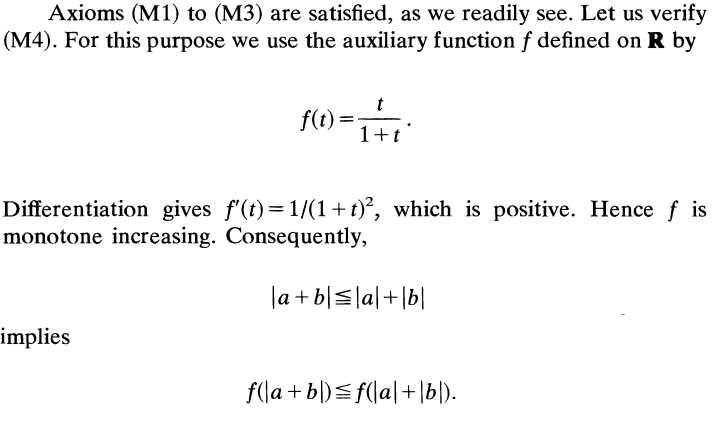 Axioms (M1) to (M3) are satisfied, as we readily see. Let us verify
(M4). For this purpose we use the auxiliary function f defined on R by
f(t) = t/(1+t).
Differentiation gives f′(t) = 1/(1+t)², which is positive. Hence f is
monotone increasing. Consequently,
|a+b| ≦ |a|+|b|
implies
f(|a+b|) ≦ f(|a|+|b|).